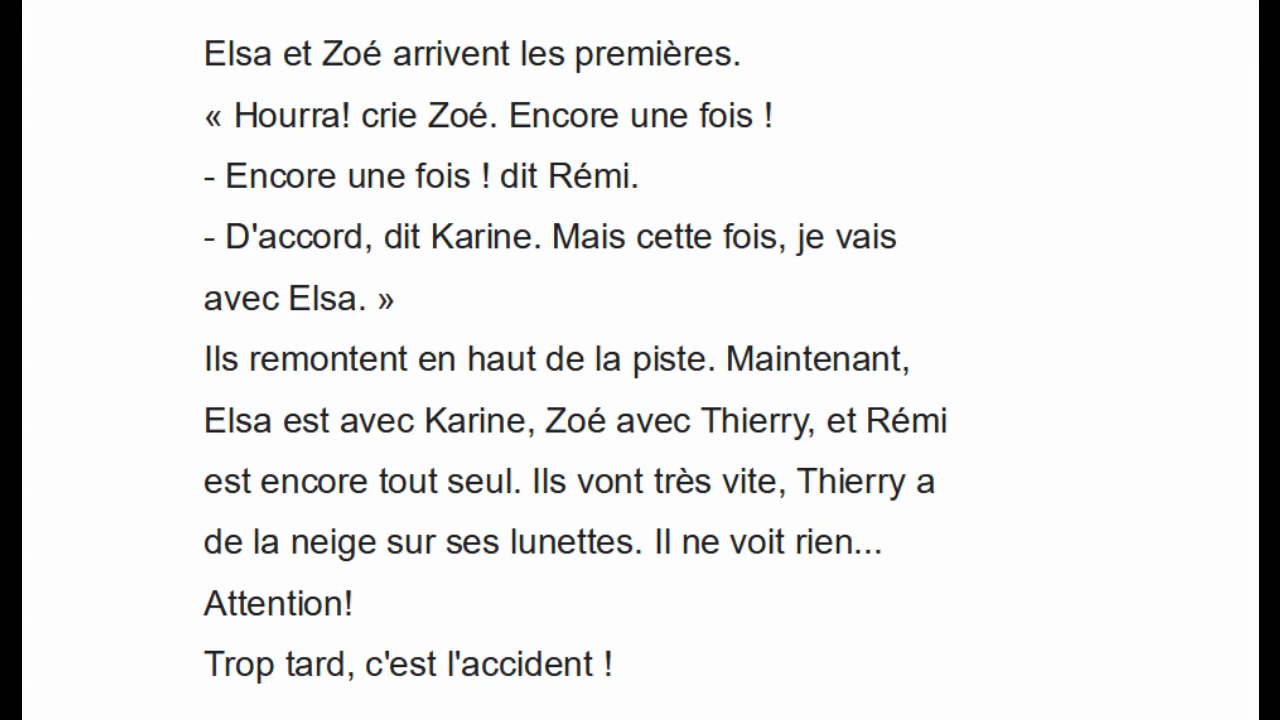 Elsa et Zoé arrivent les premières.
« Hourra! crie Zoé. Encore une fois !
- Encore une fois ! dit Rémi.
- D'accord, dit Karine. Mais cette fois, je vais
avec Elsa. »
Ils remontent en haut de la piste. Maintenant,
Elsa est avec Karine, Zoé avec Thierry, et Rémi
est encore tout seul. Ils vont très vite, Thierry a
de la neige sur ses lunettes. Il ne voit rien...
Attention!
Trop tard, c'est l'accident !